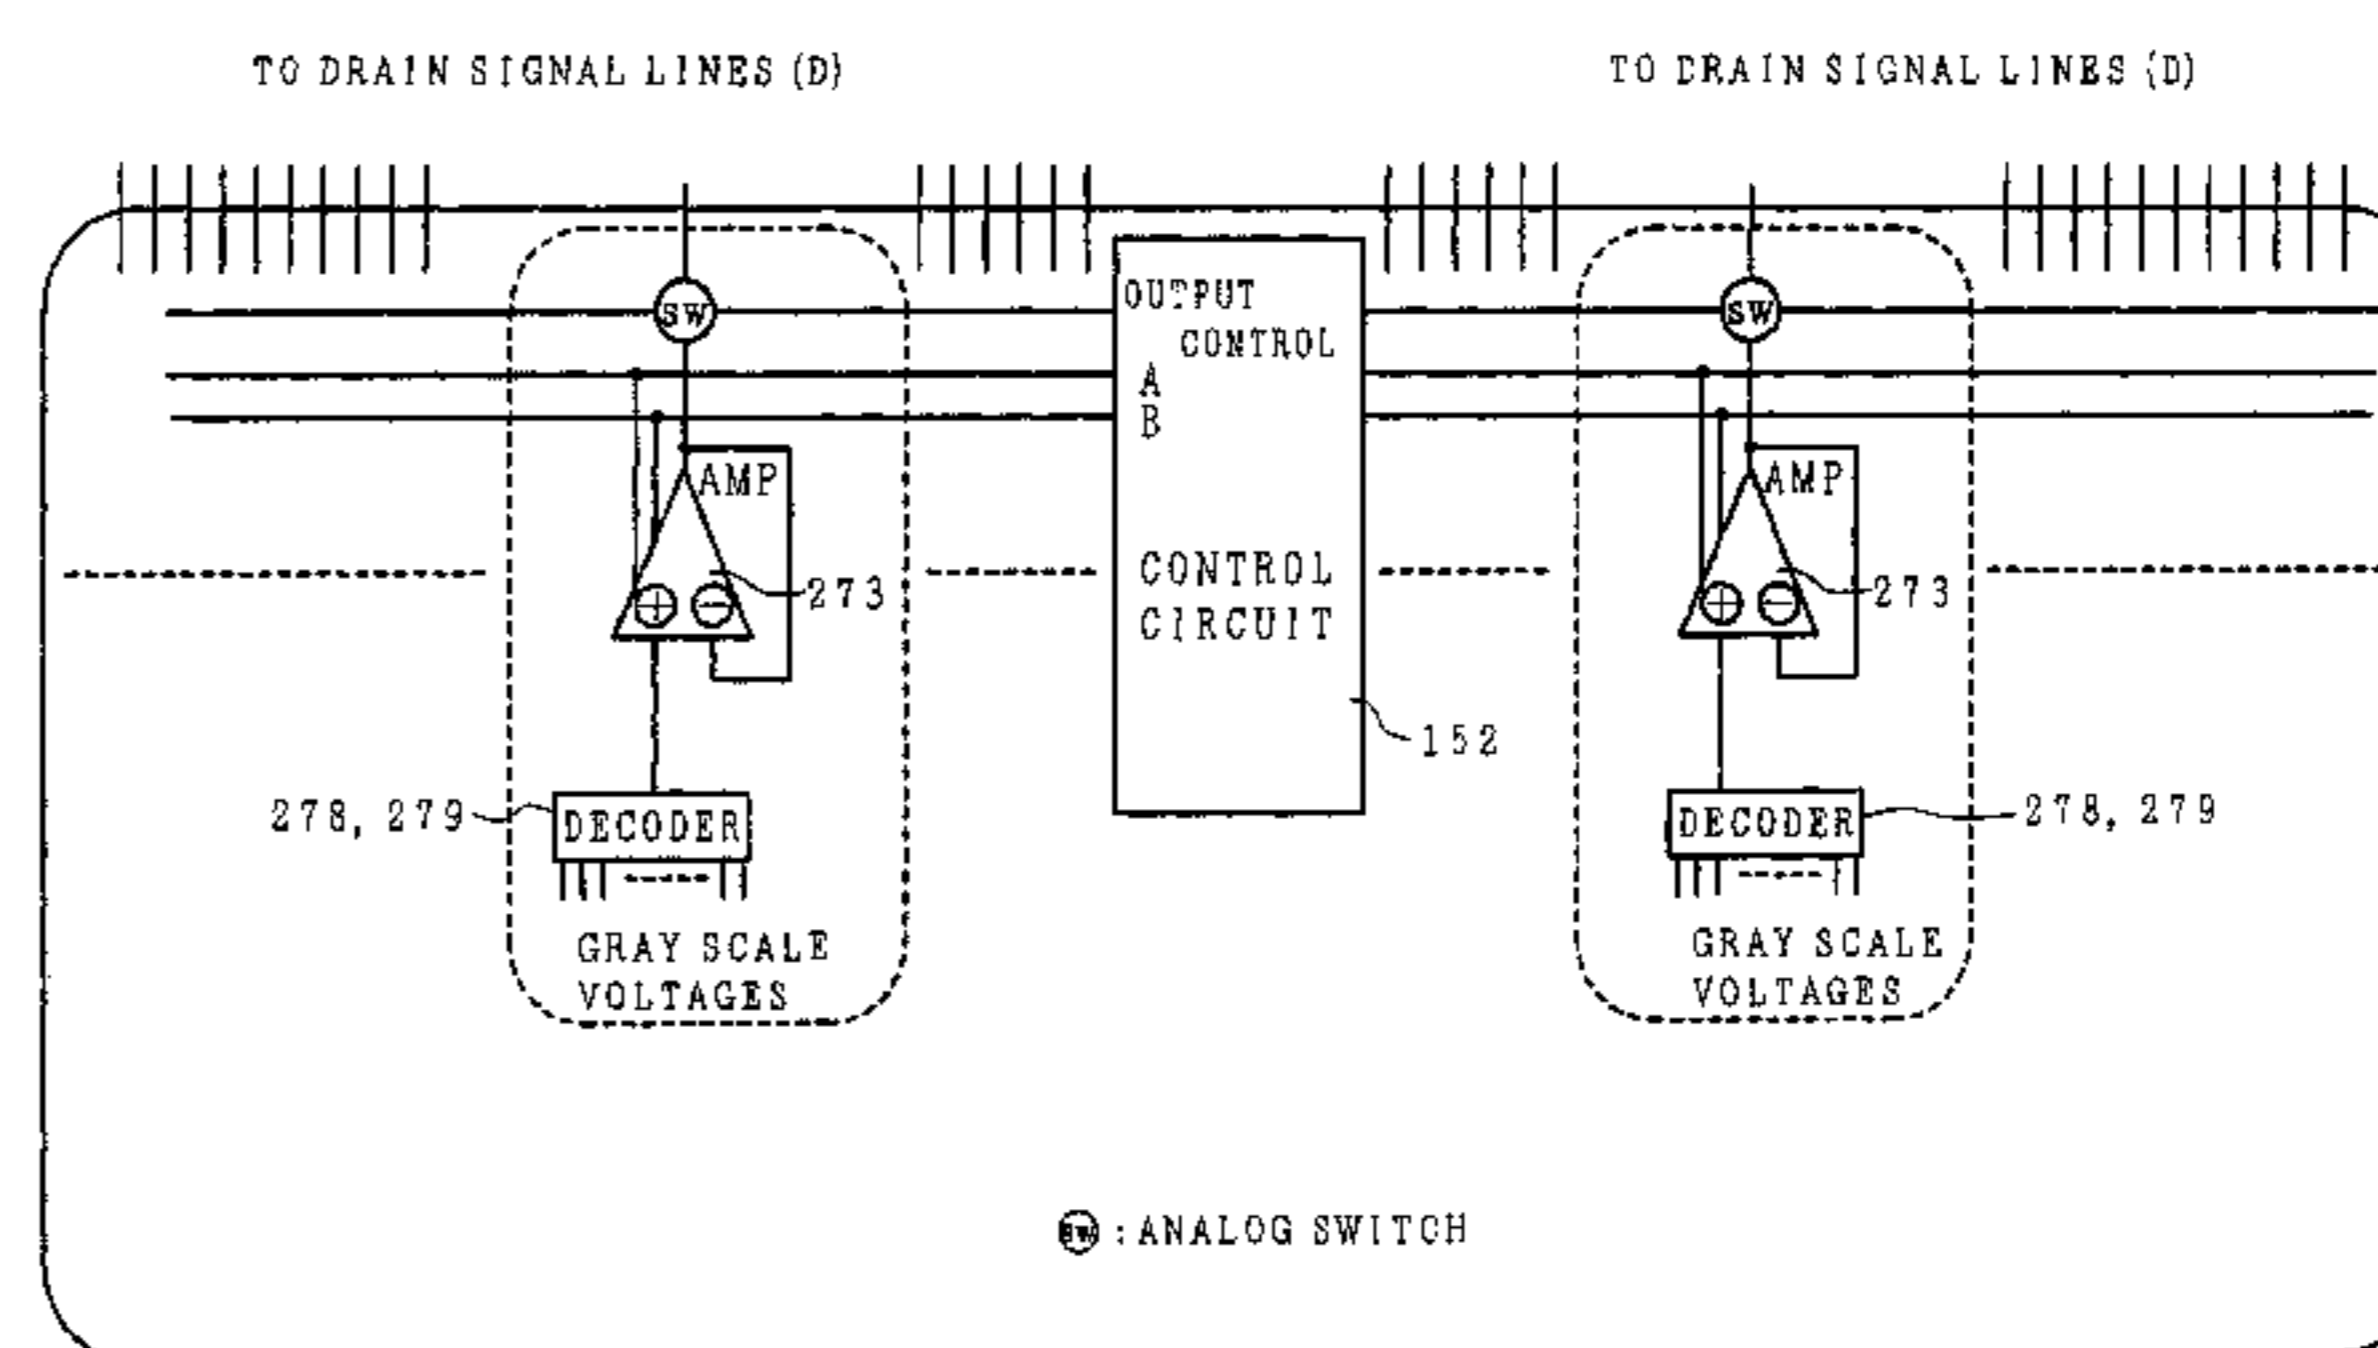 TO DRAIN SIGNAL LINES (D)
TO DRAIN SIGNAL LINES (D)
SW
OUTPUT
CONTROL
SW
A
B
AMP
AMP
CONTROL
CIRCUIT
273
273
152
278, 279
DECODER
DECODER
278, 279
GRAY SCALE
VOLTAGES
GRAY SCALE
VOLTAGES
SW : ANALOG SWITCH